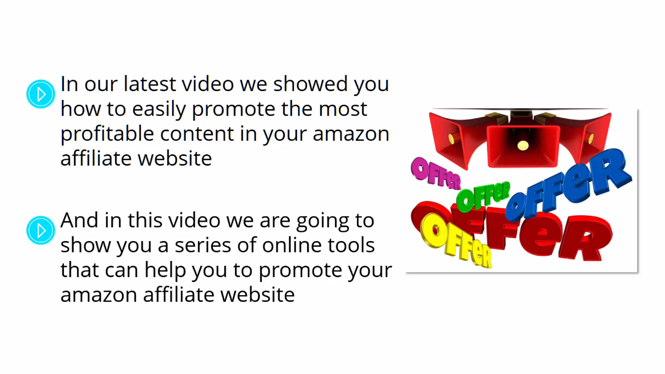 In our latest video we showed you
how to easily promote the most
profitable content in your amazon
affiliate website
And in this video we are going to
show you a series of online tools
that can help you to promote your
amazon affiliate website
OFFER
OFFER
OFFER
OFFER
OFFER